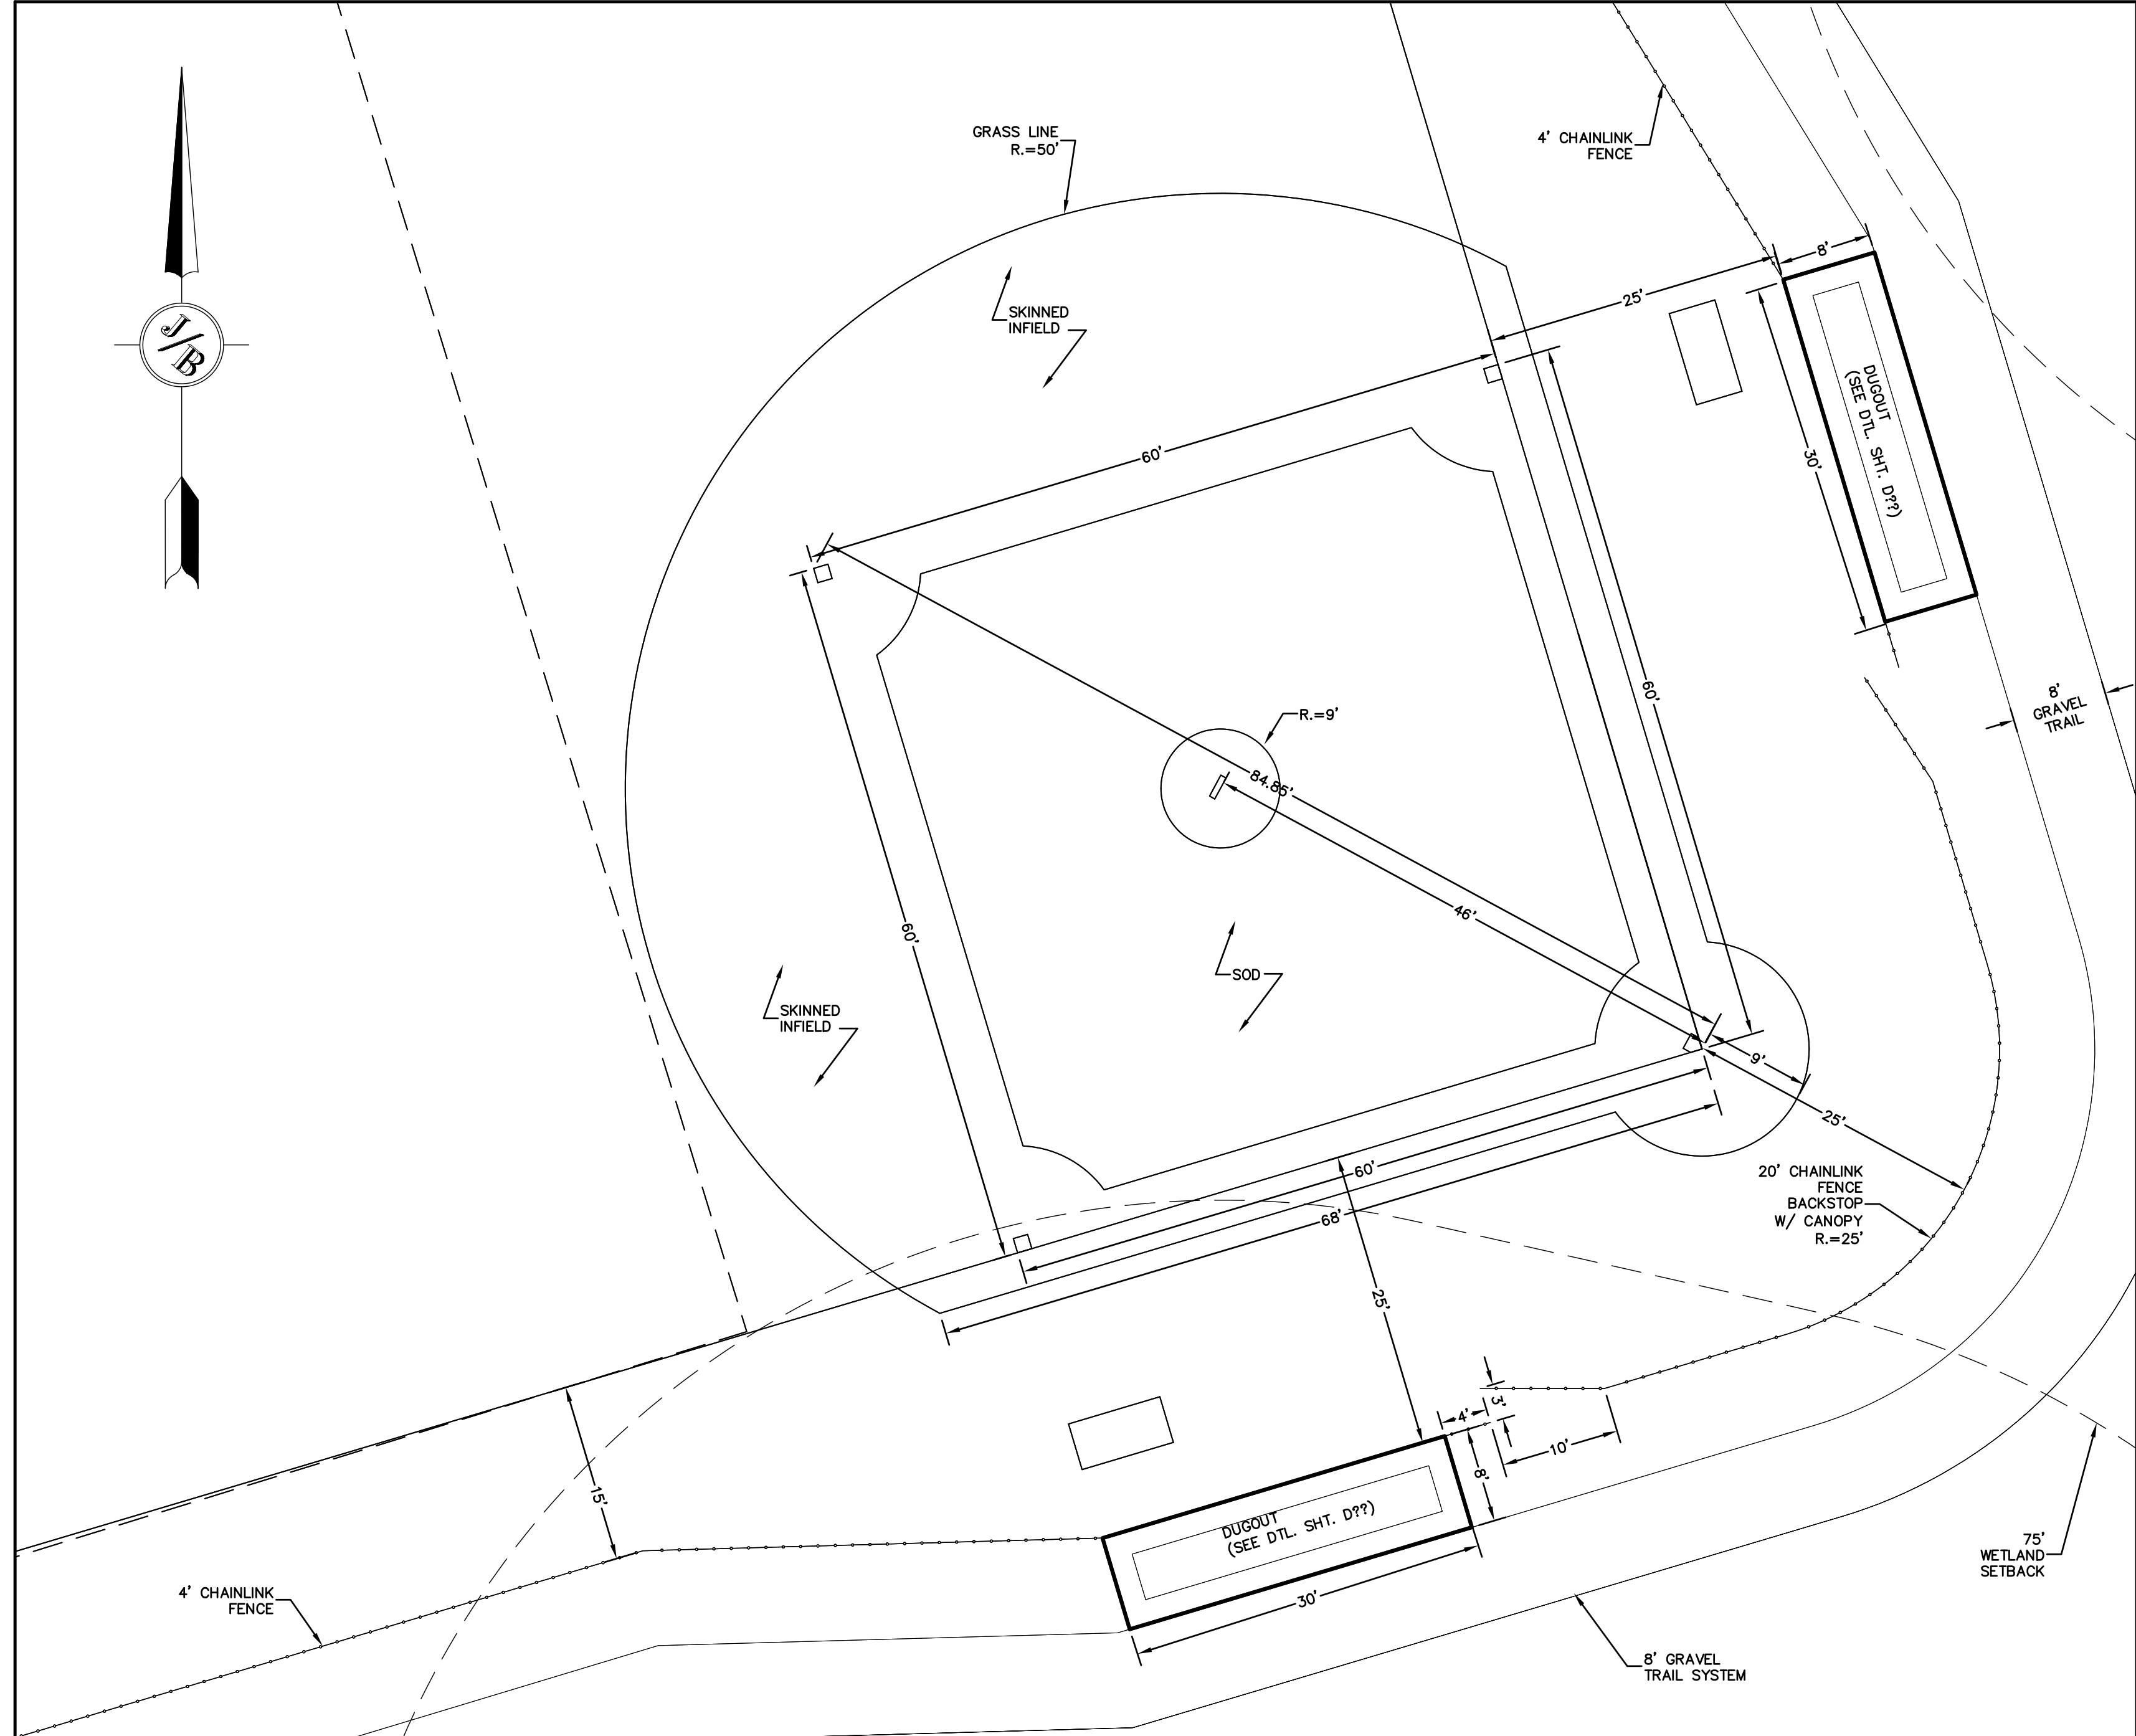 GRASS LINE
R.=50'
4' CHAINLINK
FENCE
8'
25'
SKINNED
INFIELD
J/B
DUGOUT
(SEE DTL. SHT. D??)
30'
60'
60'
8'
GRAVEL
TRAIL
R.=9'
84.85'
46'
60'
SOD
SKINNED
INFIELD
9'
25'
20' CHAINLINK
FENCE
BACKSTOP
W/ CANOPY
R.=25'
60'
68'
25'
3'
4'
10'
8'
15'
DUGOUT
(SEE DTL. SHT. D??)
30'
4' CHAINLINK
FENCE
75'
WETLAND
SETBACK
8' GRAVEL
TRAIL SYSTEM